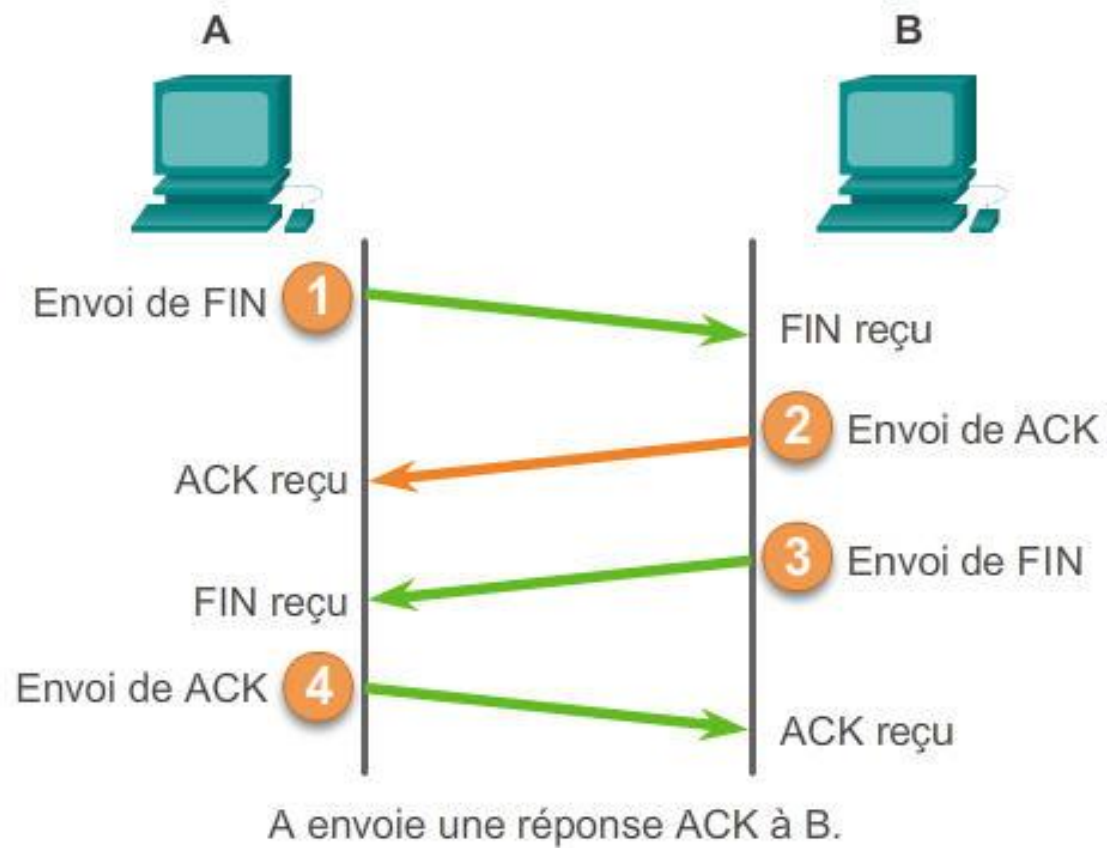 A
B
Envoi de FIN 1
FIN reçu
2 Envoi de ACK
ACK reçu
3 Envoi de FIN
FIN reçu
Envoi de ACK 4
ACK reçu
A envoie une réponse ACK à B.